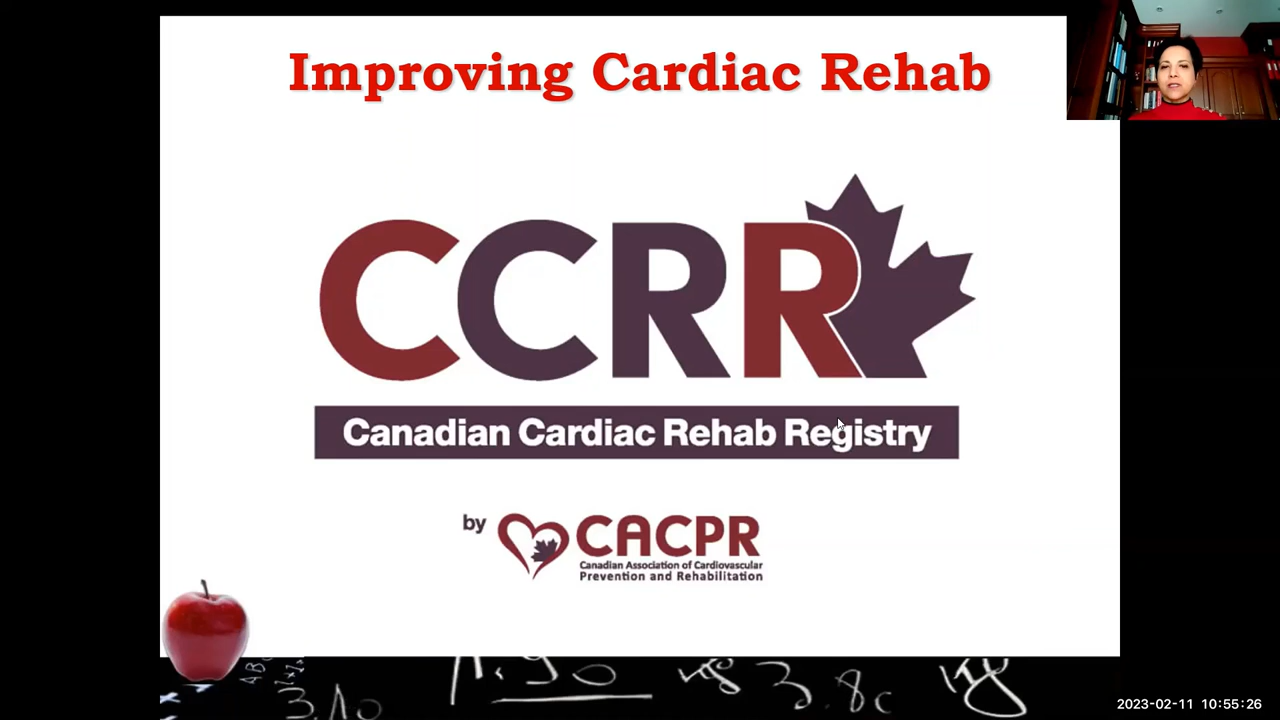 Improving Cardiac Rehab
CCRR
Canadian Cardiac Rehab Registry
by CACPR
Canadian Association of Cardiovascular
Prevention and Rehabilitation
2023-02-11 10:55:26